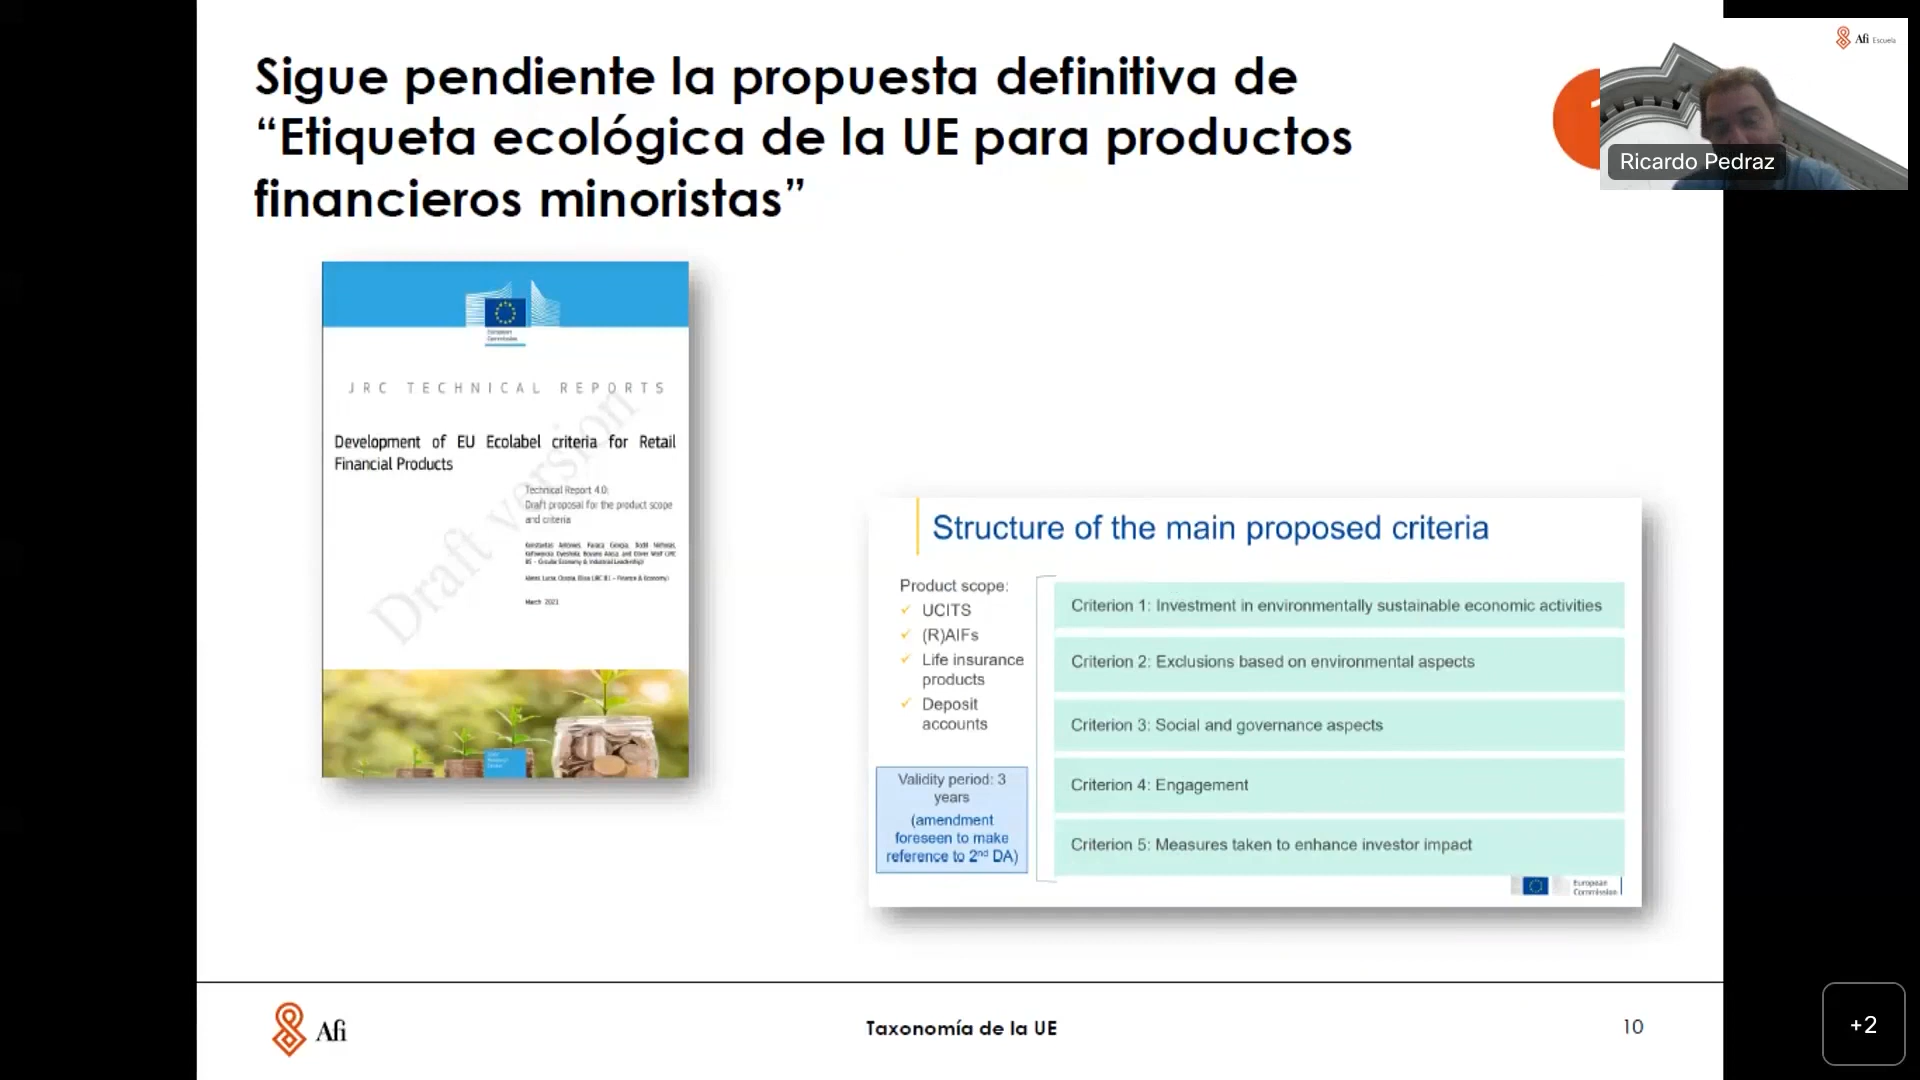 Sigue pendiente la propuesta definitiva de
“Etiqueta ecológica de la UE para productos
financieros minoristas”
Afi Escuela
Ricardo Pedraz
European
Commission
JRC TECHNICAL REPORTS
Development of EU Ecolabel criteria for Retail
Financial Products
Technical Report 4.0:
Draft proposal for the product scope
and criteria
March 2021
Draft version
Structure of the main proposed criteria
Product scope:
UCITS
(R)AIFs
Life insurance
products
Deposit
accounts
Validity period: 3
years
(amendment
foreseen to make
reference to 2nd DA)
Criterion 1: Investment in environmentally sustainable economic activities
Criterion 2: Exclusions based on environmental aspects
Criterion 3: Social and governance aspects
Criterion 4: Engagement
Criterion 5: Measures taken to enhance investor impact
European
Commission
Afi
Taxonomía de la UE
10
+2